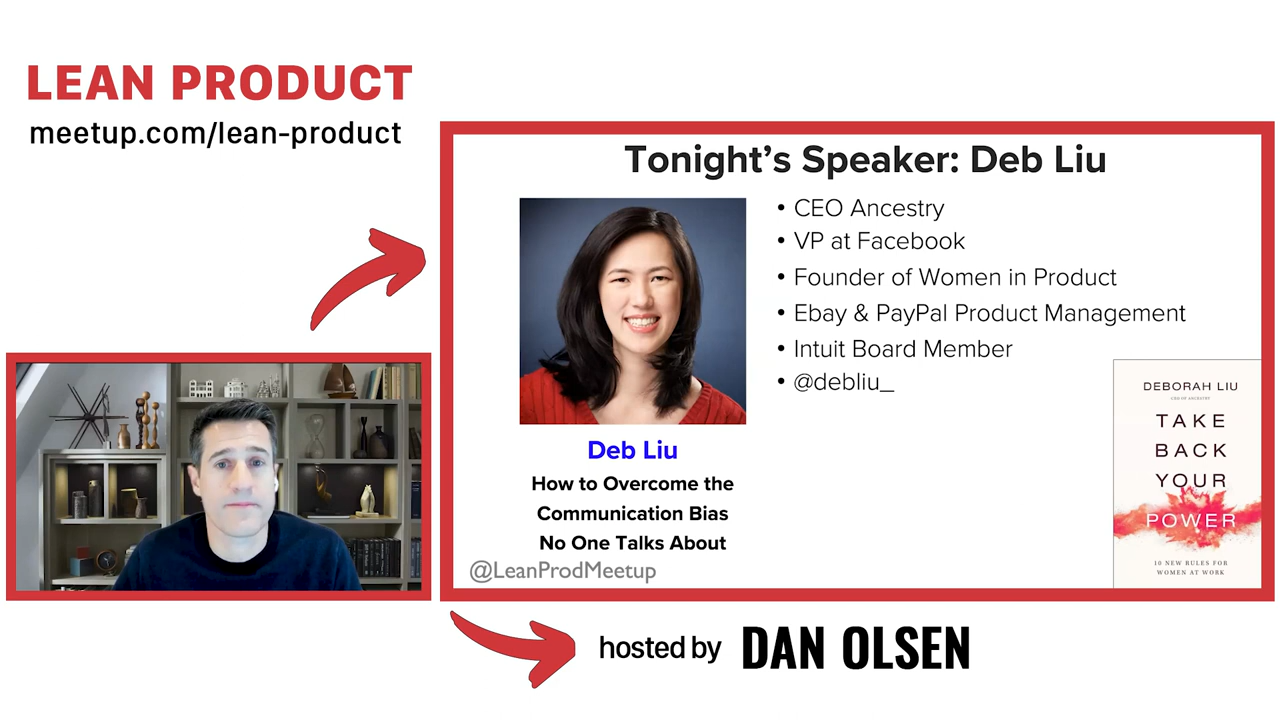 LEAN PRODUCT
meetup.com/lean-product
Tonight's Speaker: Deb Liu
• CEO Ancestry
• VP at Facebook
• Founder of Women in Product
• Ebay & PayPal Product Management
• Intuit Board Member
• @debliu_
Deb Liu
How to Overcome the
Communication Bias
No One Talks About
@LeanProdMeetup
DEBORAH LIU
CEO OF ANCESTRY
TAKE
BACK
YOUR
POWER
10 NEW RULES FOR
WOMEN AT WORK
hosted by DAN OLSEN